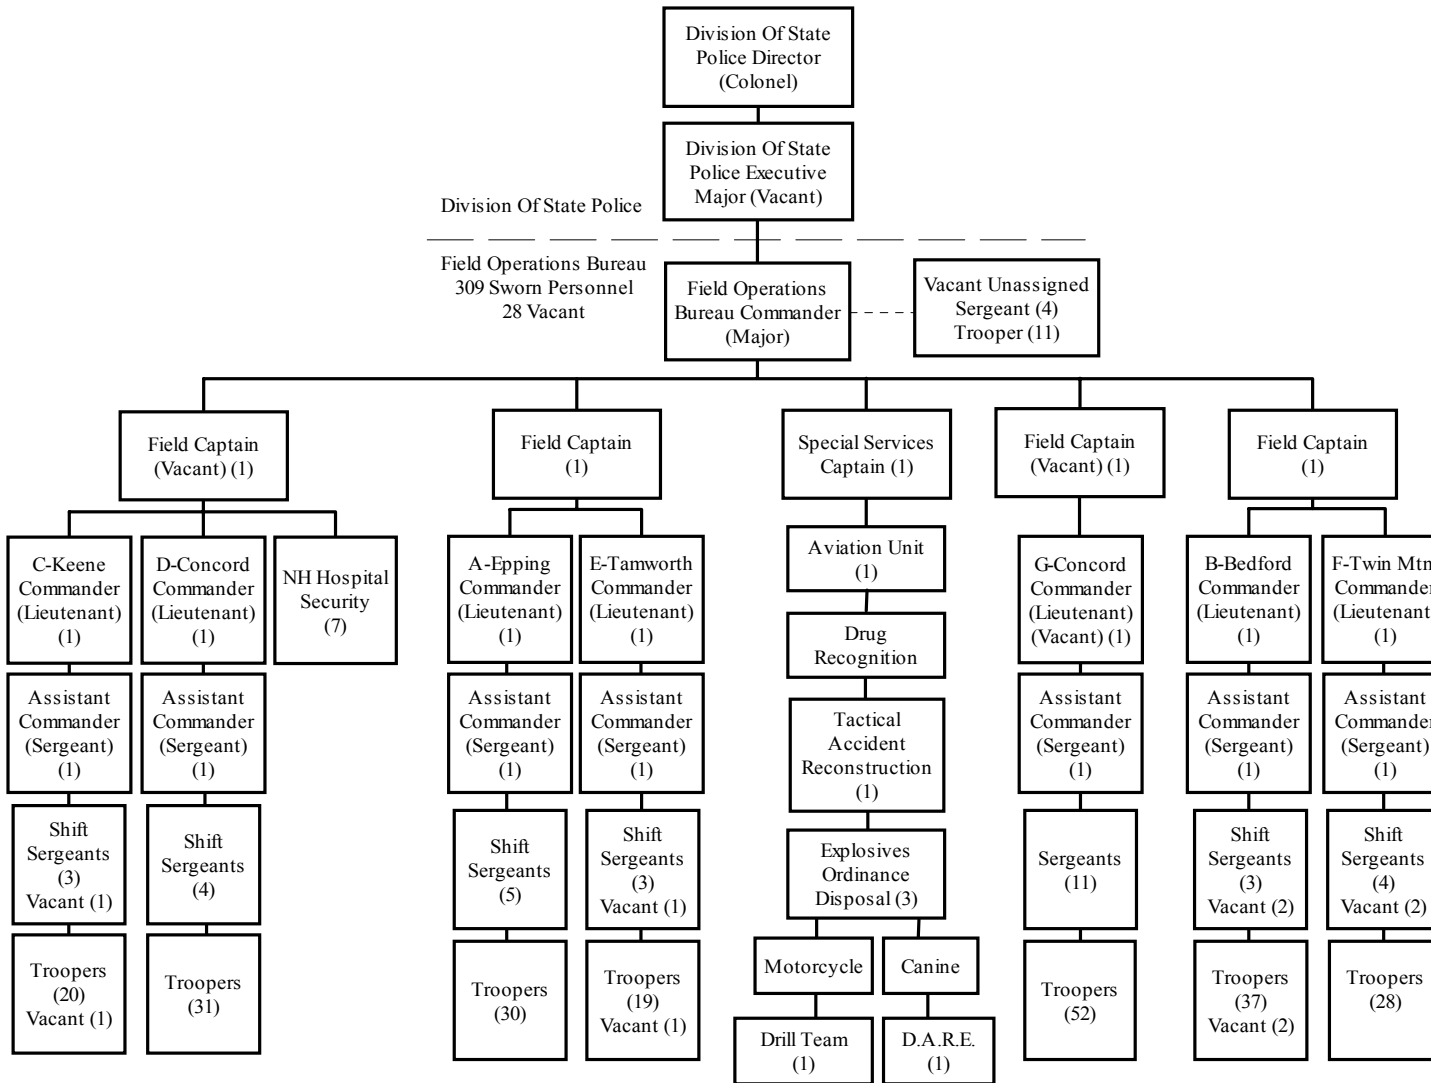 Division Of State
Police Director
(Colonel)
Division Of State
Police Executive
Major (Vacant)
Division Of State Police
Field Operations Bureau
309 Sworn Personnel
28 Vacant
Field Operations
Bureau Commander
(Major)
Vacant Unassigned
Sergeant (4)
Trooper (11)
Field Captain
(Vacant) (1)
Field Captain
(1)
Special Services
Captain (1)
Field Captain
(Vacant) (1)
Field Captain
(1)
C-Keene
Commander
(Lieutenant)
(1)
D-Concord
Commander
(Lieutenant)
(1)
NH Hospital
Security
(7)
A-Epping
Commander
(Lieutenant)
(1)
E-Tamworth
Commander
(Lieutenant)
(1)
Aviation Unit
(1)
G-Concord
Commander
(Lieutenant)
(Vacant) (1)
B-Bedford
Commander
(Lieutenant)
(1)
F-Twin Mtn
Commander
(Lieutenant)
(1)
Drug
Recognition
Assistant
Commander
(Sergeant)
(1)
Assistant
Commander
(Sergeant)
(1)
Assistant
Commander
(Sergeant)
(1)
Assistant
Commander
(Sergeant)
(1)
Tactical
Accident
Reconstruction
(1)
Assistant
Commander
(Sergeant)
(1)
Assistant
Commander
(Sergeant)
(1)
Assistant
Commander
(Sergeant)
(1)
Shift
Sergeants
(3)
Vacant (1)
Shift
Sergeants
(4)
Shift
Sergeants
(5)
Shift
Sergeants
(3)
Vacant (1)
Explosives
Ordinance
Disposal (3)
Sergeants
(11)
Shift
Sergeants
(3)
Vacant (2)
Shift
Sergeants
(4)
Vacant (2)
Troopers
(20)
Vacant (1)
Troopers
(31)
Troopers
(30)
Troopers
(19)
Vacant (1)
Motorcycle
Canine
Troopers
(52)
Troopers
(37)
Vacant (2)
Troopers
(28)
Drill Team
(1)
D.A.R.E.
(1)